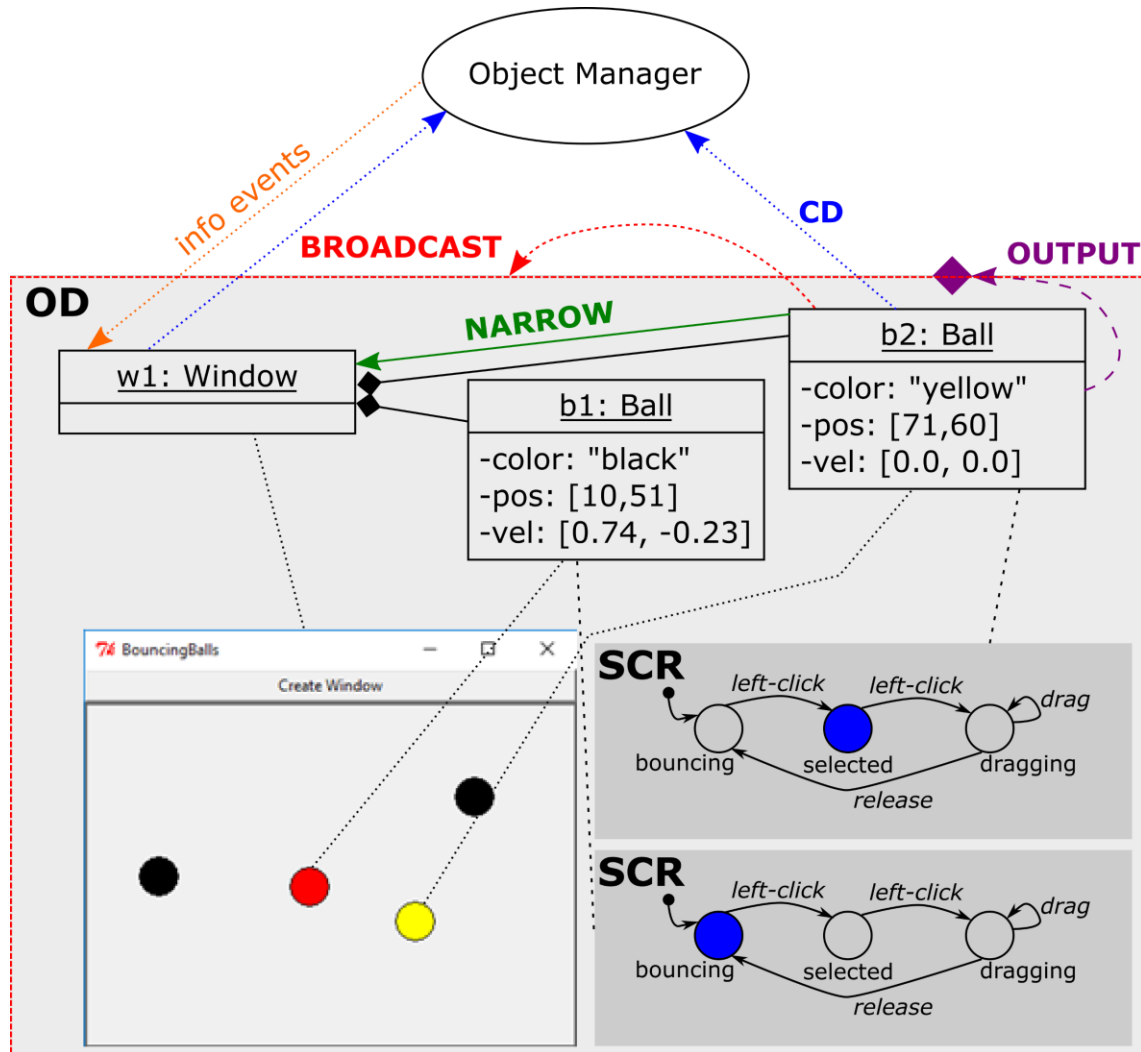 Object Manager
info events
CD
BROADCAST
OUTPUT
OD
NARROW
w1: Window
b2: Ball
-color: "yellow"
-pos: [71,60]
-vel: [0.0, 0.0]
b1: Ball
-color: "black"
-pos: [10,51]
-vel: [0.74, -0.23]
BouncingBalls
Create Window
SCR
left-click
left-click
drag
bouncing
selected
dragging
release
SCR
left-click
left-click
drag
bouncing
selected
dragging
release